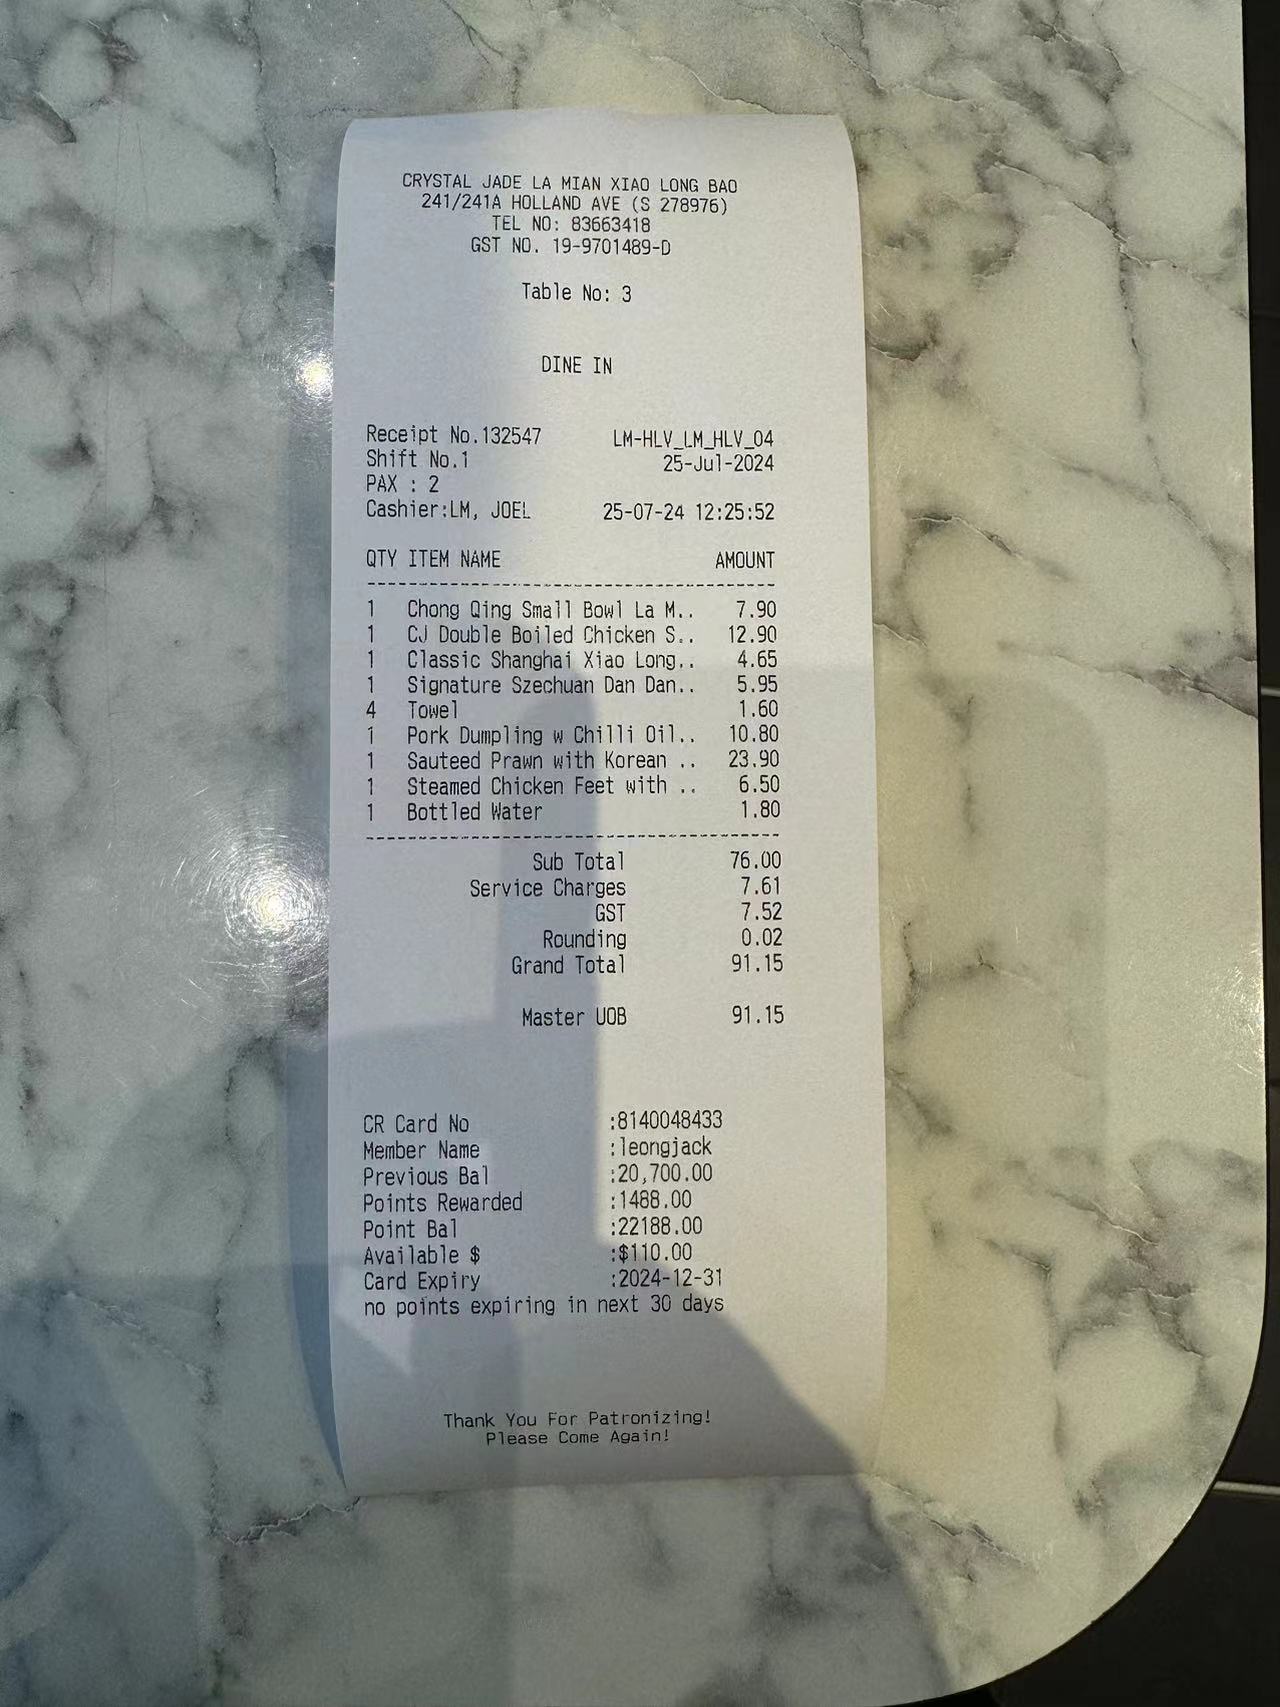 CRYSTAL JADE LA MIAN XIAO LONG BAO
241/241A HOLLAND AVE (S 278976)
TEL NO: 83663418
GST NO. 19-9701489-D
Table No: 3
DINE IN
Receipt No.132547 LM-HLV_LM_HLV_04
Shift No.1 25-Jul-2024
PAX : 2
Cashier:LM, JOEL 25-07-24 12:25:52
QTY ITEM NAME AMOUNT
1 Chong Qing Small Bowl La M.. 7.90
1 CJ Double Boiled Chicken S.. 12.90
1 Classic Shanghai Xiao Long.. 4.65
1 Signature Szechuan Dan Dan.. 5.95
4 Towel 1.60
1 Pork Dumpling w Chilli Oil.. 10.80
1 Sauteed Prawn with Korean .. 23.90
1 Steamed Chicken Feet with .. 6.50
1 Bottled Water 1.80
Sub Total 76.00
Service Charges 7.61
GST 7.52
Rounding 0.02
Grand Total 91.15
Master UOB 91.15
CR Card No :8140048433
Member Name :leongjack
Previous Bal :20,700.00
Points Rewarded :1488.00
Point Bal :22188.00
Available $ :$110.00
Card Expiry :2024-12-31
no points expiring in next 30 days
Thank You For Patronizing!
Please Come Again!